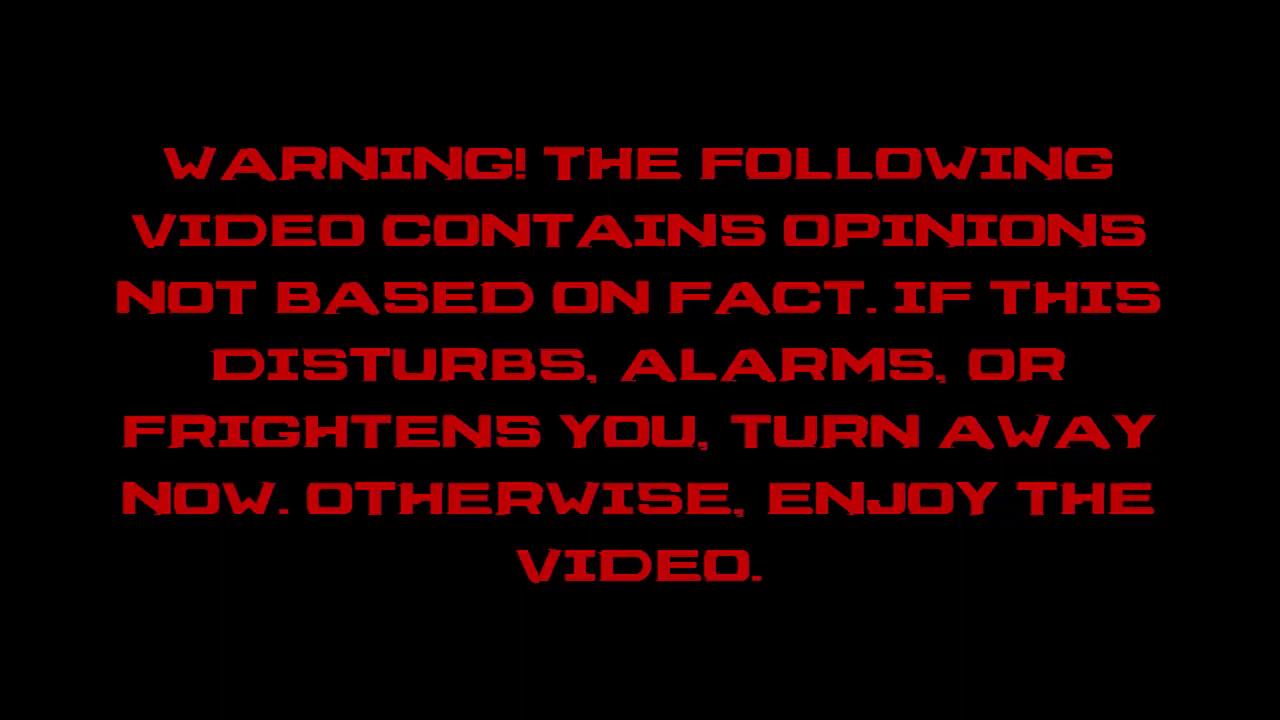 WARNING! THE FOLLOWING
VIDEO CONTAINS OPINIONS
NOT BASED ON FACT. IF THIS
DISTURBS, ALARMS, OR
FRIGHTENS YOU, TURN AWAY
NOW. OTHERWISE, ENJOY THE
VIDEO.